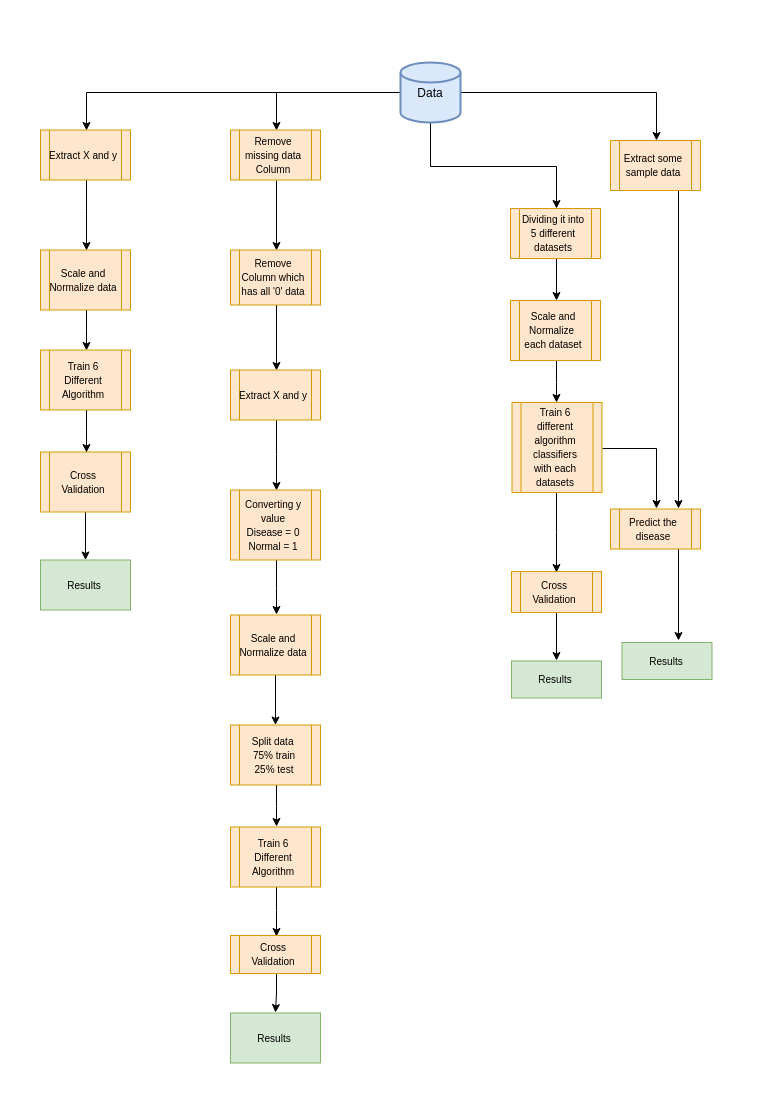 Data
Extract X and y
Scale and
Normalize data
Train 6
Different
Algorithm
Cross
Validation
Results
Remove
missing data
Column
Remove
Column which
has all '0' data
Extract X and y
Converting y
value
Disease = 0
Normal = 1
Scale and
Normalize data
Split data
75% train
25% test
Train 6
Different
Algorithm
Cross
Validation
Results
Dividing it into
5 different
datasets
Scale and
Normalize
each dataset
Train 6
different
algorithm
classifiers
with each
datasets
Cross
Validation
Results
Extract some
sample data
Predict the
disease
Results